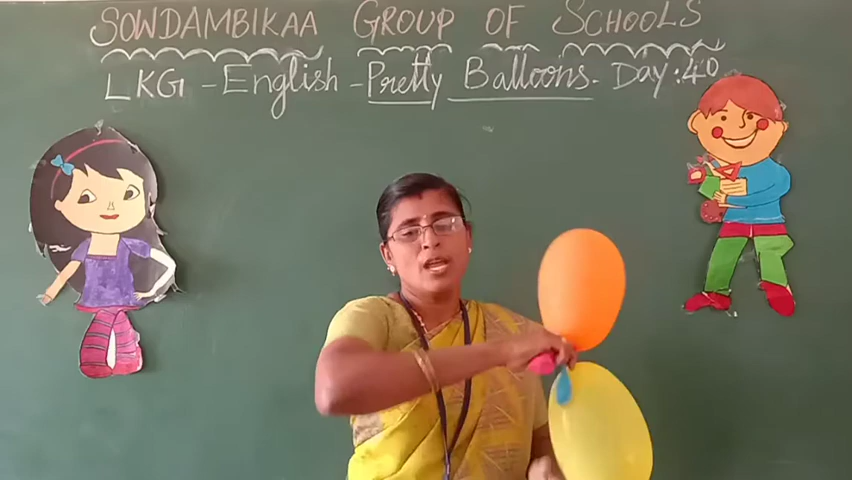 SOWDAMBIKAA GROUP OF SCHOOLS
LKG - English - Pretty Balloons. Day : 40